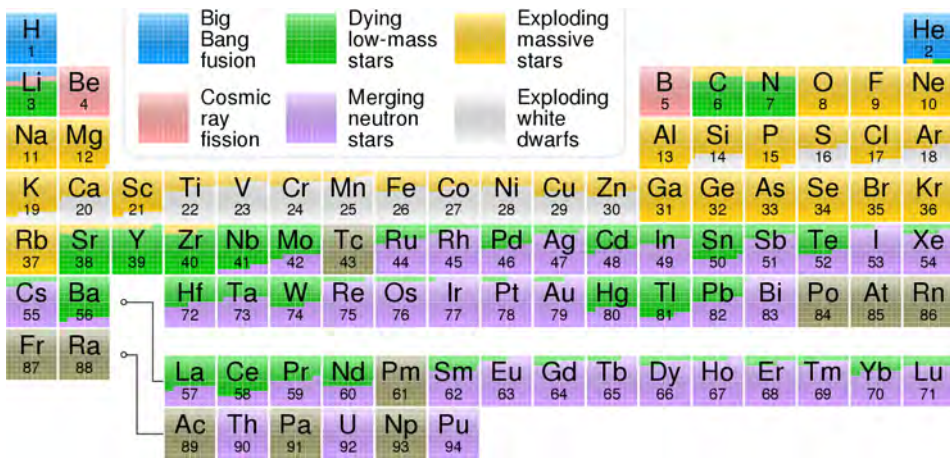 H Big Dying Exploding He
1 Bang low-mass massive 2
fusion stars stars
Li Be Cosmic Merging Exploding B C N O F Ne
3 4 ray neutron white 5 6 7 8 9 10
fission stars dwarfs
Na Mg Al Si P S Cl Ar
11 12 13 14 15 16 17 18
K Ca Sc Ti V Cr Mn Fe Co Ni Cu Zn Ga Ge As Se Br Kr
19 20 21 22 23 24 25 26 27 28 29 30 31 32 33 34 35 36
Rb Sr Y Zr Nb Mo Tc Ru Rh Pd Ag Cd In Sn Sb Te I Xe
37 38 39 40 41 42 43 44 45 46 47 48 49 50 51 52 53 54
Cs Ba Hf Ta W Re Os Ir Pt Au Hg Tl Pb Bi Po At Rn
55 56 72 73 74 75 76 77 78 79 80 81 82 83 84 85 86
Fr Ra
87 88
La Ce Pr Nd Pm Sm Eu Gd Tb Dy Ho Er Tm Yb Lu
57 58 59 60 61 62 63 64 65 66 67 68 69 70 71
Ac Th Pa U Np Pu
89 90 91 92 93 94